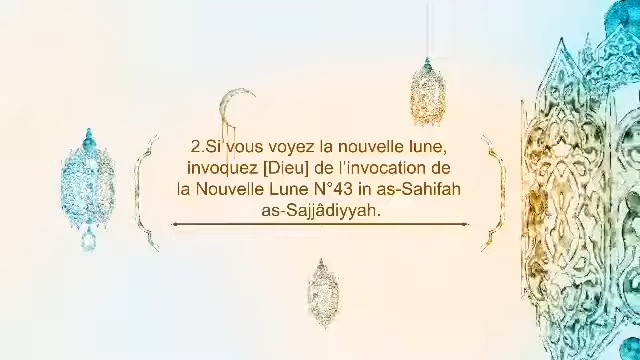 2.Si vous voyez la nouvelle lune,
invoquez [Dieu] de l'invocation de
la Nouvelle Lune N°43 in as-Sahifah
as-Sajjâdiyyah.